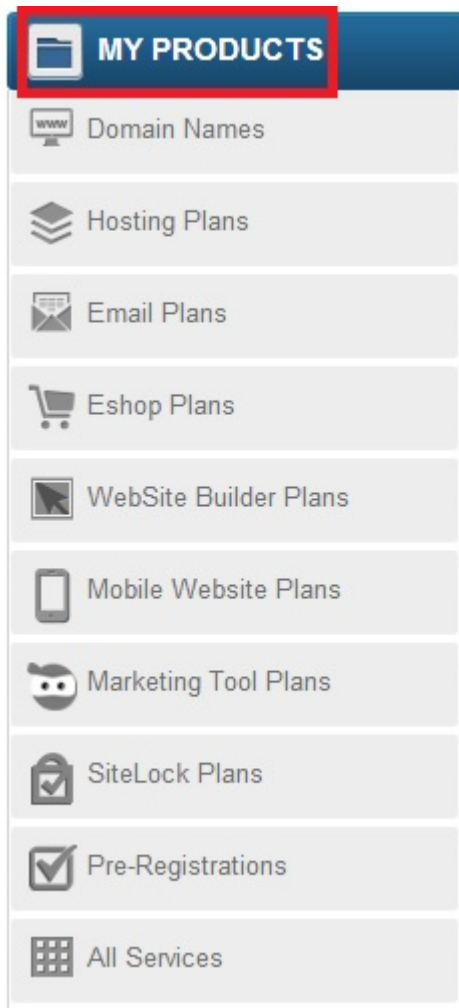 MY PRODUCTS
www
Domain Names
Hosting Plans
Email Plans
Eshop Plans
WebSite Builder Plans
Mobile Website Plans
Marketing Tool Plans
SiteLock Plans
Pre-Registrations
All Services